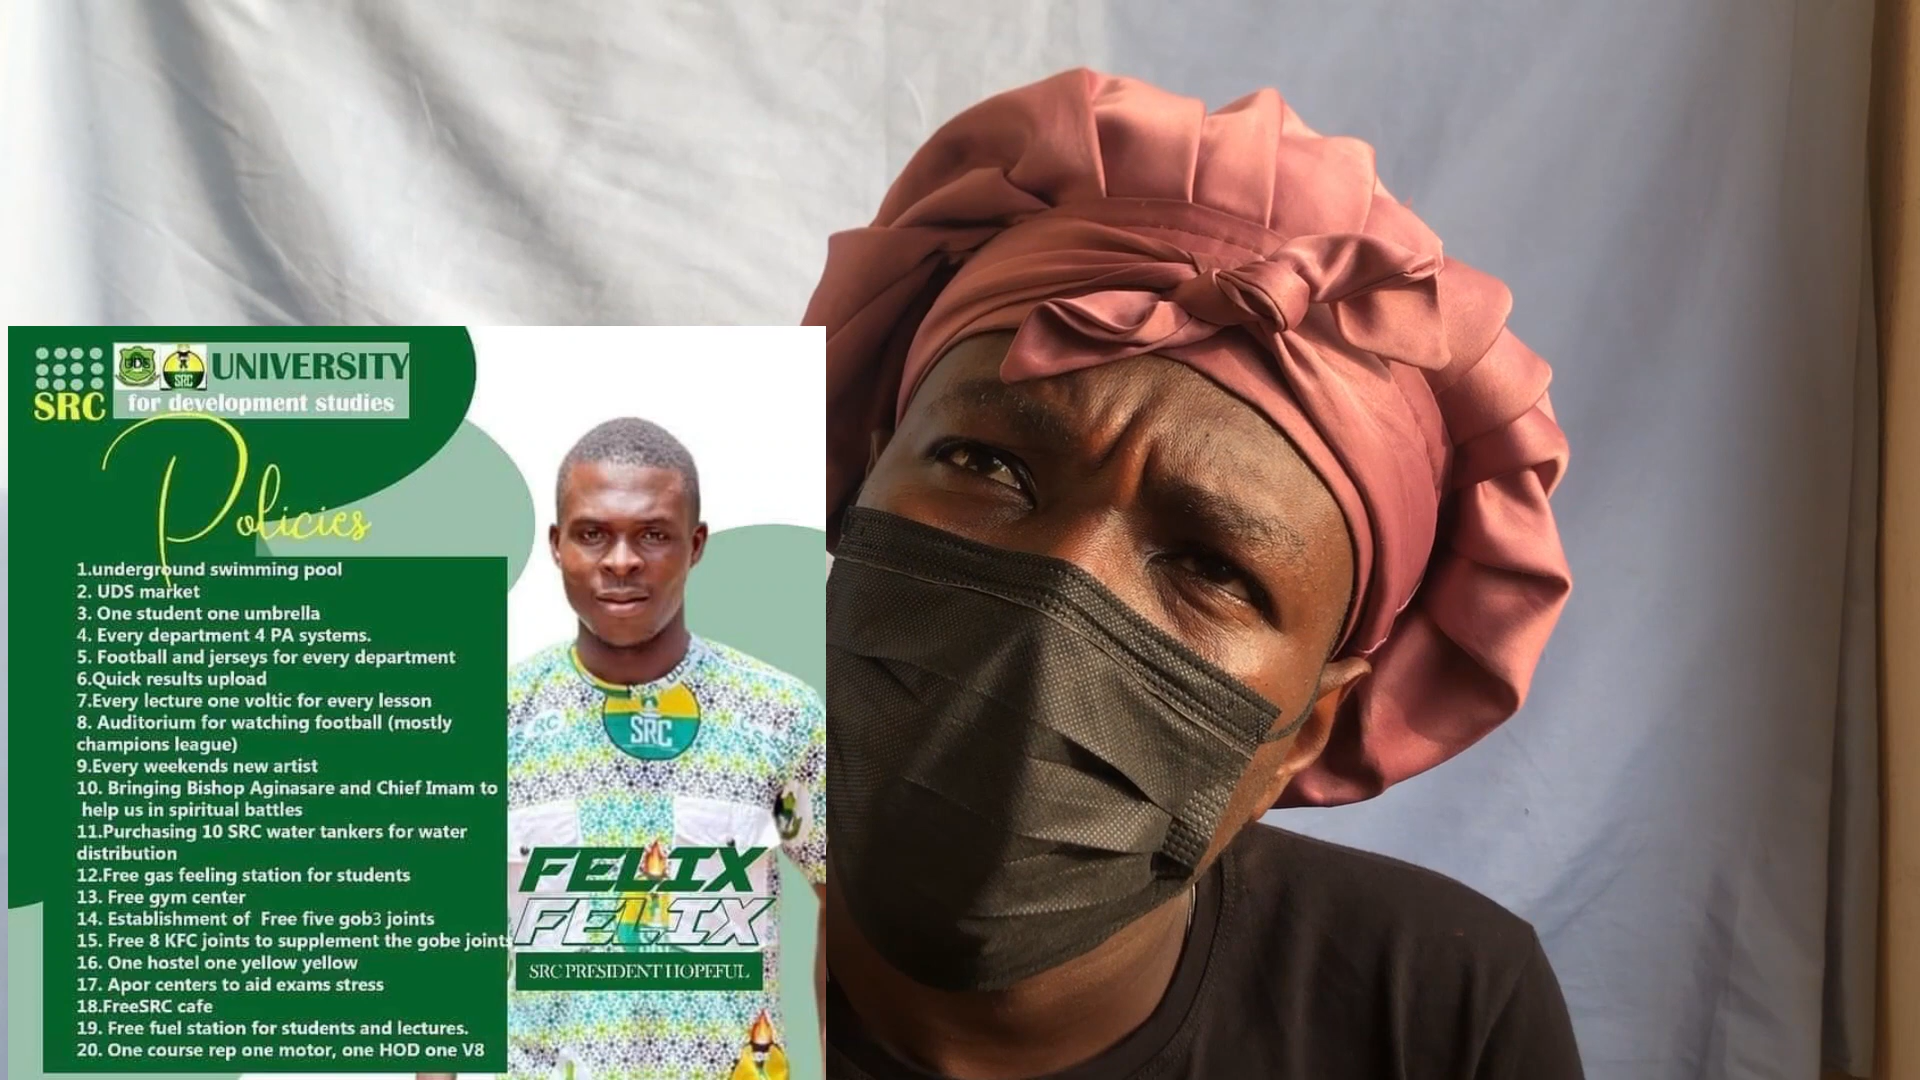 UDS
SRC
UNIVERSITY
SRC
for development studies
Policies
1.underground swimming pool
2. UDS market
3. One student one umbrella
4. Every department 4 PA systems.
5. Football and jerseys for every department
6.Quick results upload
7.Every lecture one voltic for every lesson
8. Auditorium for watching football (mostly
champions league)
9.Every weekends new artist
10. Bringing Bishop Aginasare and Chief Imam to
help us in spiritual battles
11.Purchasing 10 SRC water tankers for water
distribution
12.Free gas feeling station for students
13. Free gym center
14. Establishment of Free five gob3 joints
15. Free 8 KFC joints to supplement the gobe joints
16. One hostel one yellow yellow
17. Apor centers to aid exams stress
18.FreeSRC cafe
19. Free fuel station for students and lectures.
20. One course rep one motor, one HOD one V8
SRC
FELIX
FELIX
SRC PRESIDENT HOPEFUL